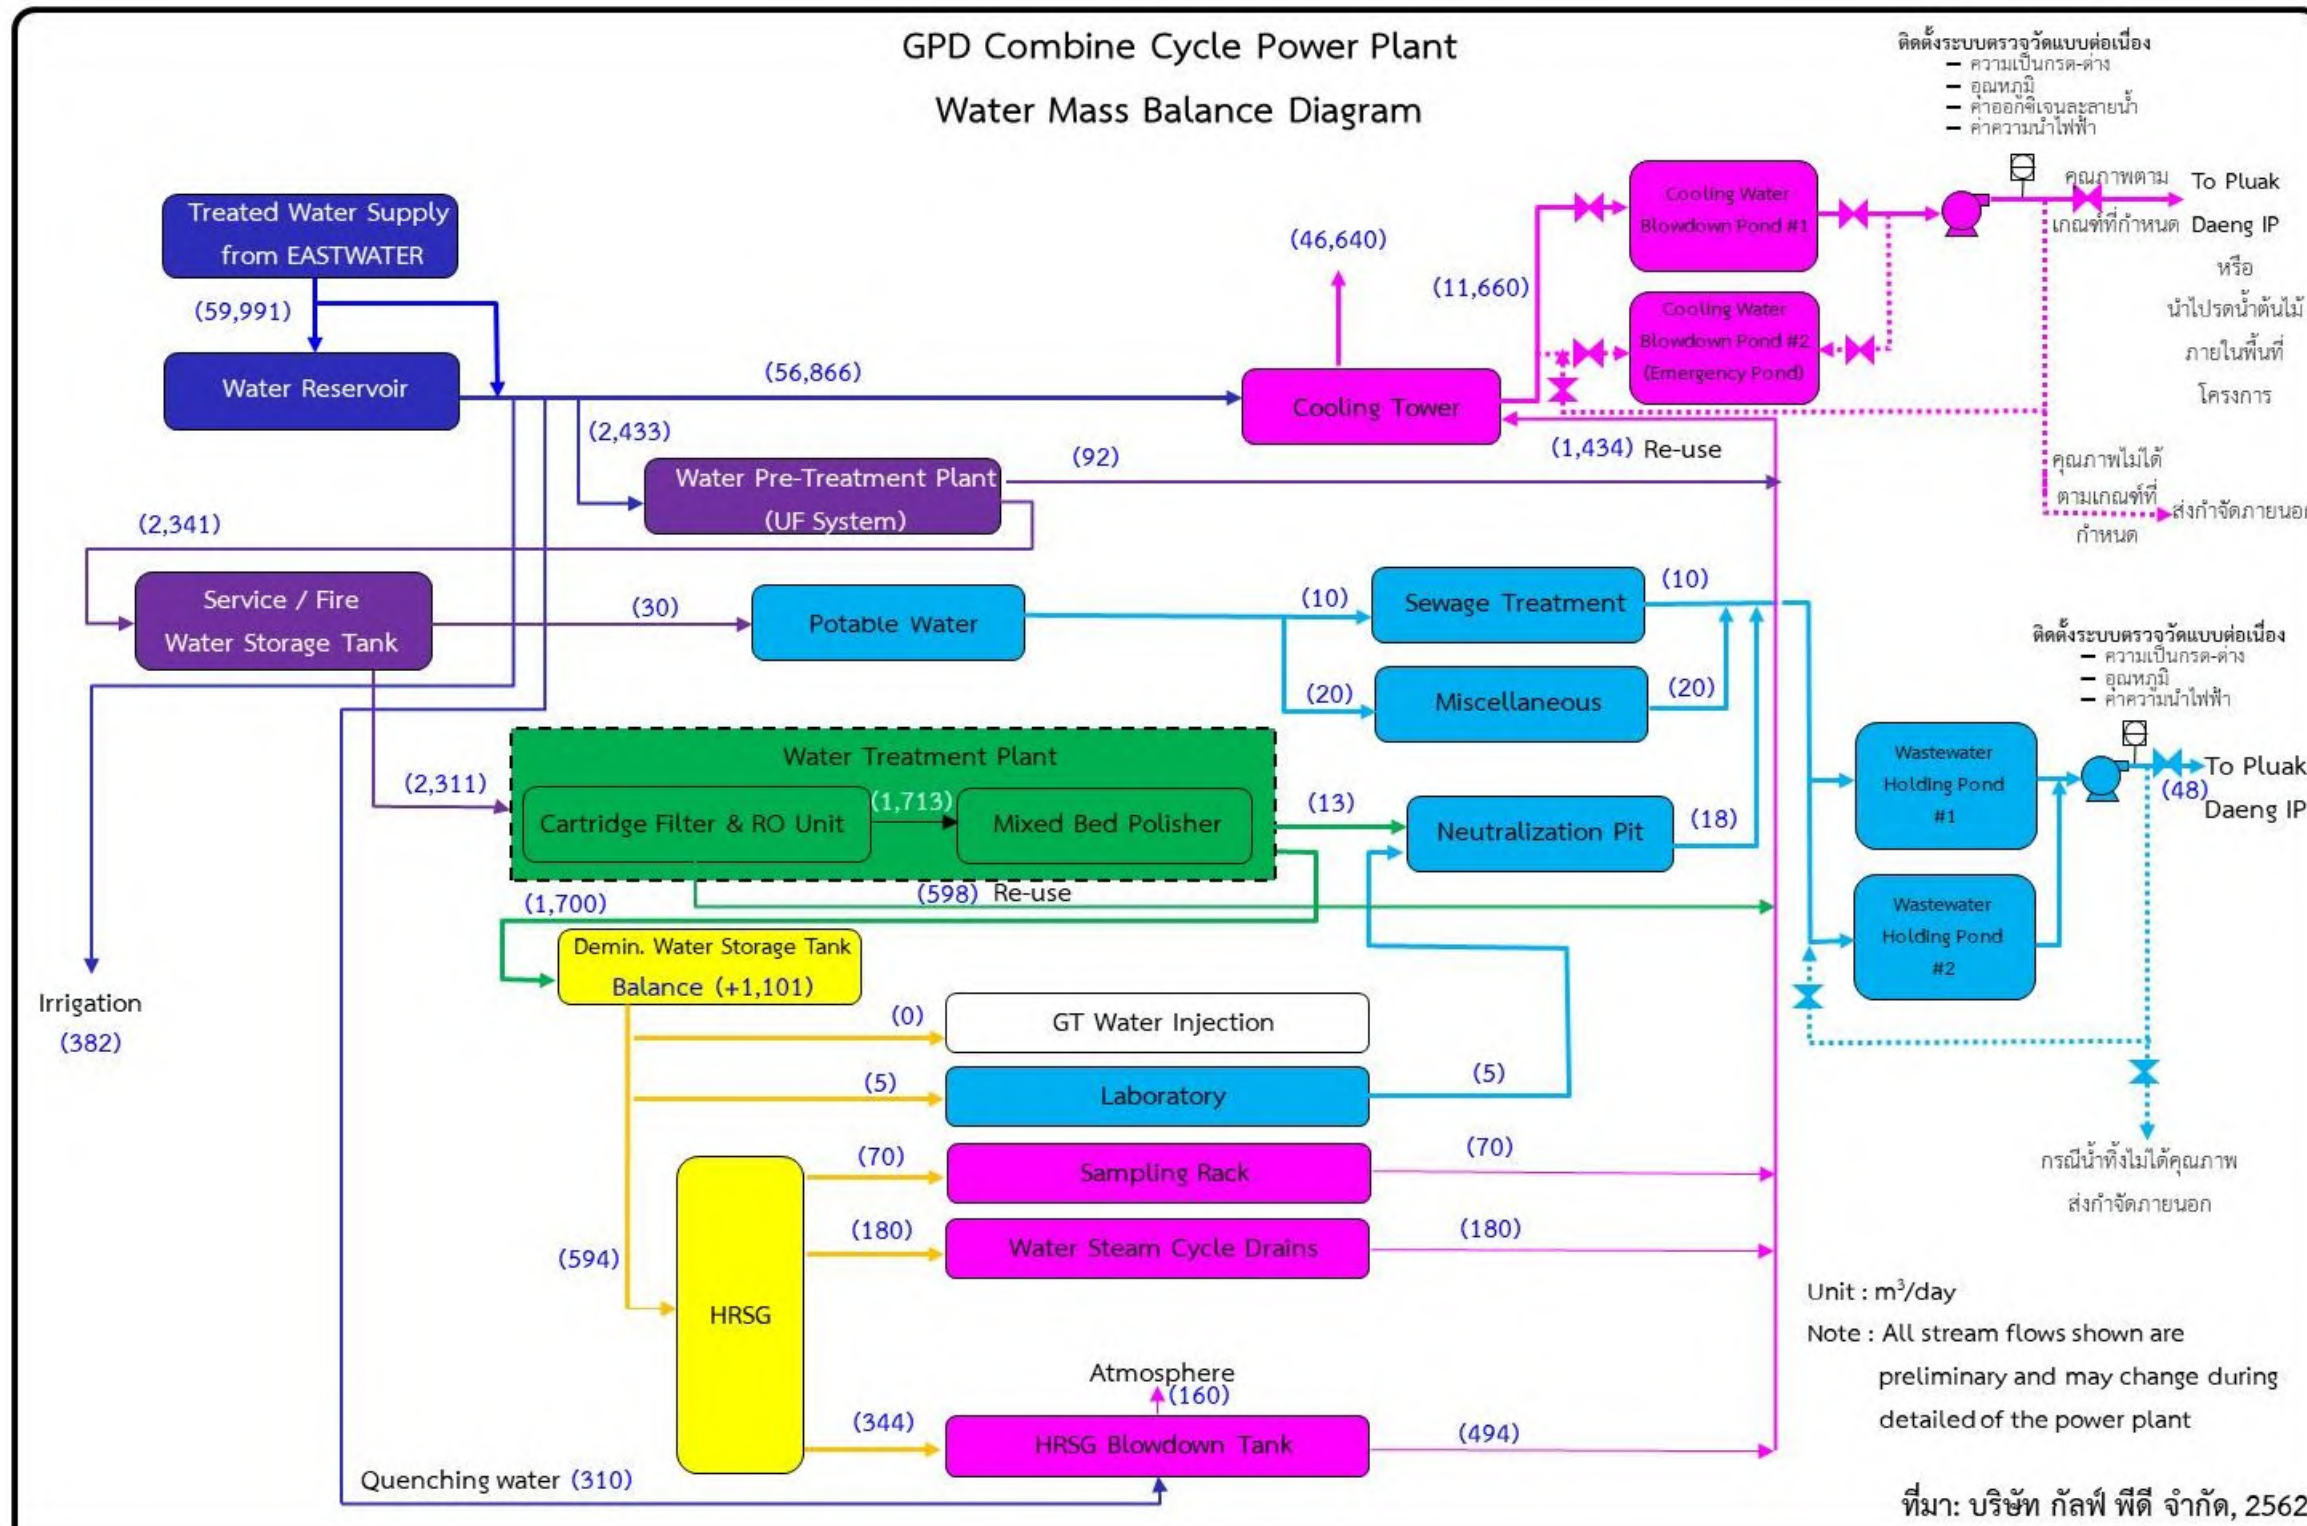 GPD Combine Cycle Power Plant
Water Mass Balance Diagram
ติดตั้งระบบตรวจวัดแบบต่อเนื่อง
– ความเป็นกรด-ด่าง
– อุณหภูมิ
– ค่าออกซิเจนละลายน้ำ
– ค่าความนำไฟฟ้า
Treated Water Supply
from EASTWATER
(59,991)
Water Reservoir
(56,866)
(46,640)
Cooling Tower
(11,660)
Cooling Water
Blowdown Pond #1
Cooling Water
Blowdown Pond #2
(Emergency Pond)
คุณภาพตาม
เกณฑ์ที่กำหนด
To Pluak
Daeng IP
หรือ
นำไปรดน้ำต้นไม้
ภายในพื้นที่
โครงการ
(2,433)
Water Pre-Treatment Plant
(UF System)
(92)
(1,434) Re-use
คุณภาพไม่ได้
ตามเกณฑ์ที่
กำหนด
ส่งกำจัดภายนอก
(2,341)
Service / Fire
Water Storage Tank
(30)
Potable Water
(10)
Sewage Treatment
(10)
(20)
Miscellaneous
(20)
ติดตั้งระบบตรวจวัดแบบต่อเนื่อง
– ความเป็นกรด-ด่าง
– อุณหภูมิ
– ค่าความนำไฟฟ้า
(2,311)
Water Treatment Plant
Cartridge Filter & RO Unit
(1,713)
Mixed Bed Polisher
(13)
Neutralization Pit
(18)
Wastewater
Holding Pond
#1
Wastewater
Holding Pond
#2
To Pluak
(48)
Daeng IP
(598) Re-use
(1,700)
Demin. Water Storage Tank
Balance (+1,101)
Irrigation
(382)
(0)
GT Water Injection
(5)
Laboratory
(5)
(70)
Sampling Rack
(70)
กรณีน้ำทิ้งไม่ได้คุณภาพ
ส่งกำจัดภายนอก
(180)
Water Steam Cycle Drains
(180)
(594)
HRSG
Atmosphere
(160)
(344)
HRSG Blowdown Tank
(494)
Quenching water (310)
Unit : m³/day
Note : All stream flows shown are
preliminary and may change during
detailed of the power plant
ที่มา: บริษัท กัลฟ์ พีดี จำกัด, 2562